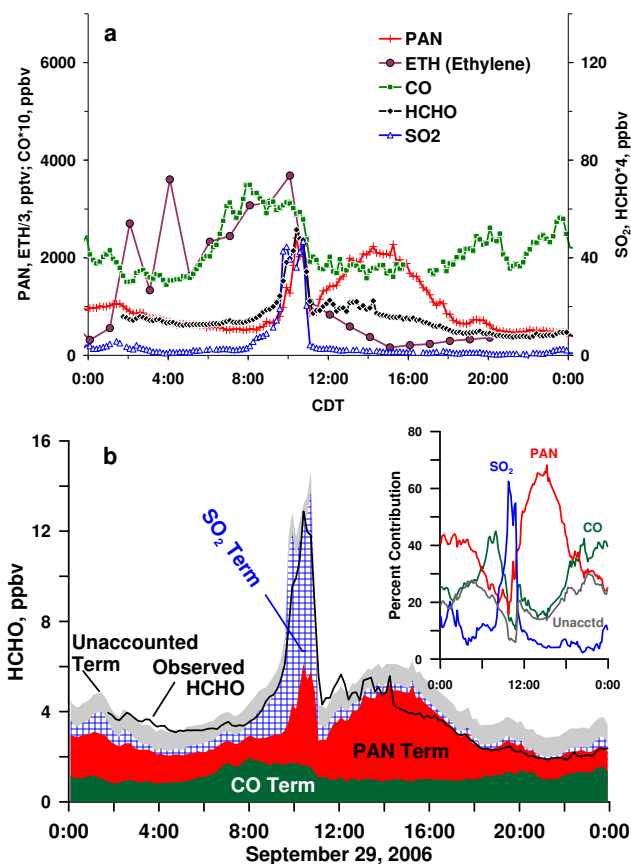 a
PAN
ETH (Ethylene)
CO
HCHO
SO2
PAN, ETH/3, pptv; CO*10, ppbv
6000
4000
2000
0
SO2, HCHO*4, ppbv
120
80
40
0
0:00 4:00 8:00 12:00 16:00 20:00 0:00
CDT
b
HCHO, ppbv
16
12
8
4
0
SO2 Term
Unaccounted
Term
Observed
HCHO
PAN Term
CO Term
0:00 4:00 8:00 12:00 16:00 20:00 0:00
September 29, 2006
Percent Contribution
80
60
40
20
0
SO2
PAN
CO
Unacctd
0:00 12:00 0:00